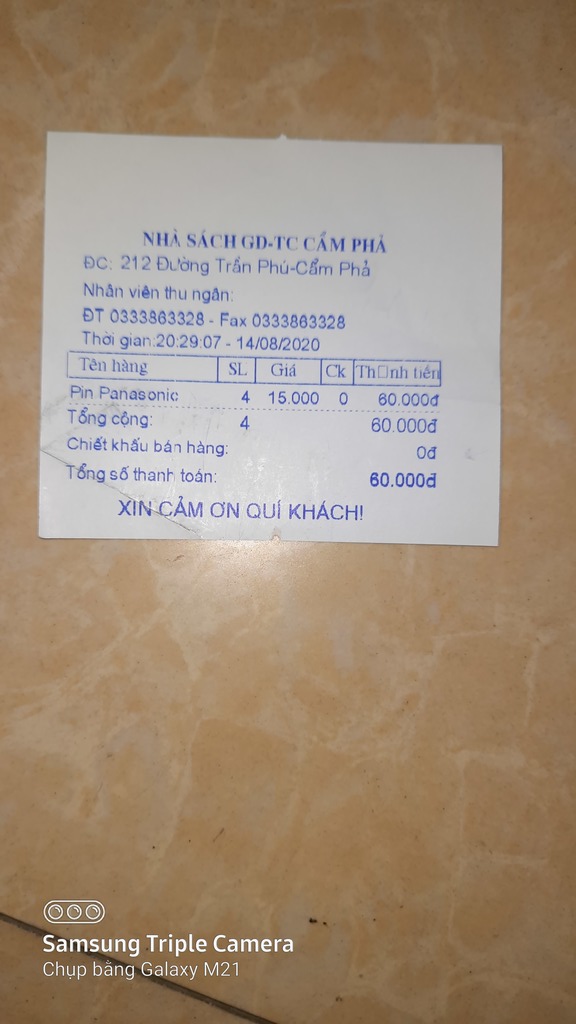 NHÀ SÁCH GD-TC CẨM PHẢ
ĐC: 212 Đường Trần Phú-Cẩm Phả
Nhân viên thu ngân:
ĐT 0333863328 - Fax 0333863328
Thời gian:20:29:07 - 14/08/2020
Tên hàng SL Giá Ck Th□nh tiền
Pin Panasonic 4 15.000 0 60.000đ
Tổng cộng: 4 60.000đ
Chiết khấu bán hàng: 0đ
Tổng số thanh toán: 60.000đ
XIN CẢM ƠN QUÍ KHÁCH!
Samsung Triple Camera
Chụp bằng Galaxy M21